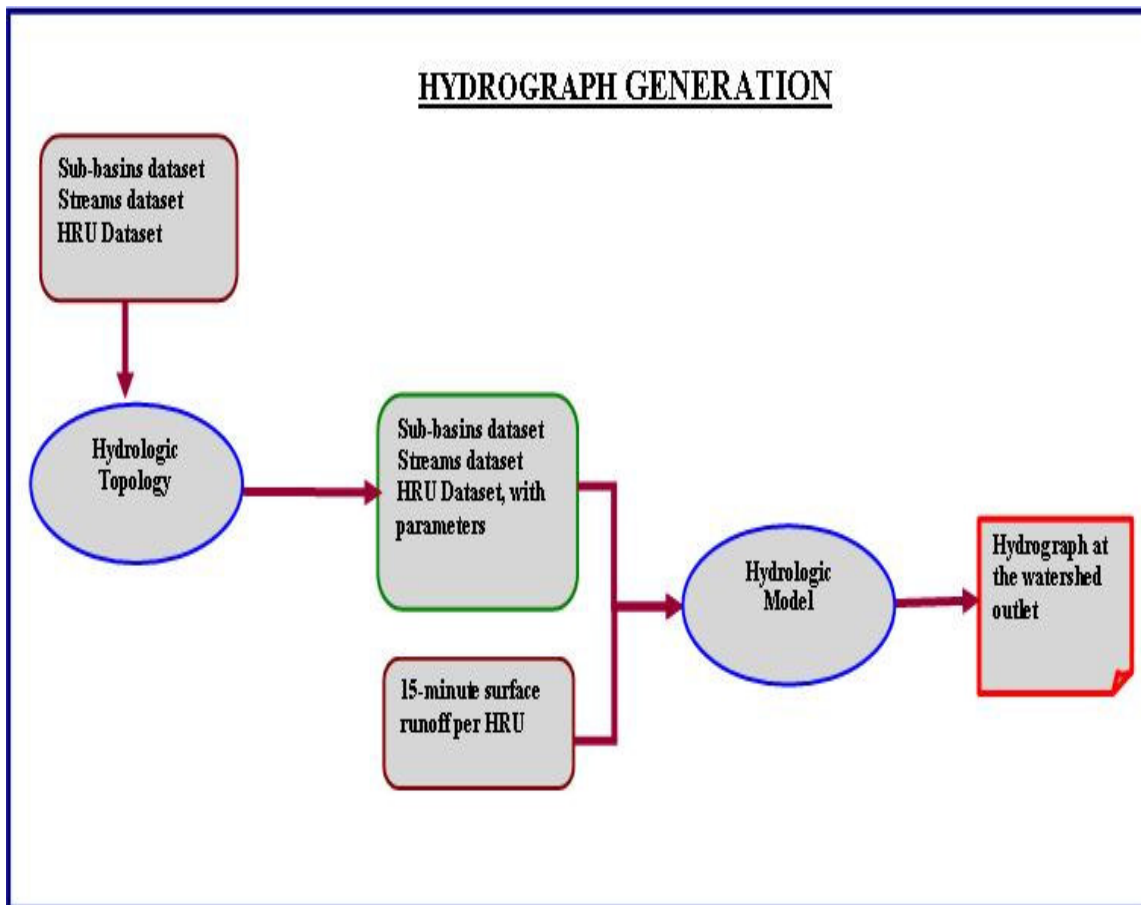 HYDROGRAPH GENERATION
Sub-basins dataset
Streams dataset
HRU Dataset
Hydrologic
Topology
Sub-basins dataset
Streams dataset
HRU Dataset, with
parameters
15-minute surface
runoff per HRU
Hydrologic
Model
Hydrograph at
the watershed
outlet